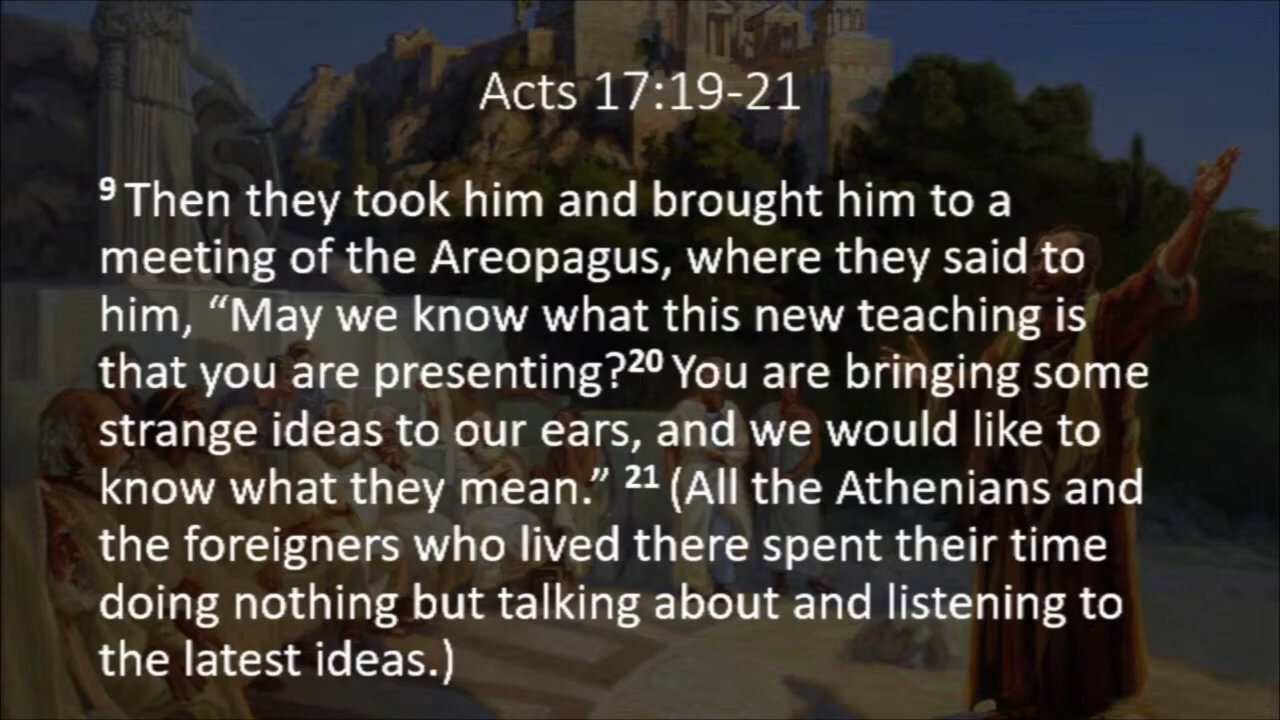 Acts 17:19-21
9 Then they took him and brought him to a
meeting of the Areopagus, where they said to
him, “May we know what this new teaching is
that you are presenting?20 You are bringing some
strange ideas to our ears, and we would like to
know what they mean.” 21 (All the Athenians and
the foreigners who lived there spent their time
doing nothing but talking about and listening to
the latest ideas.)